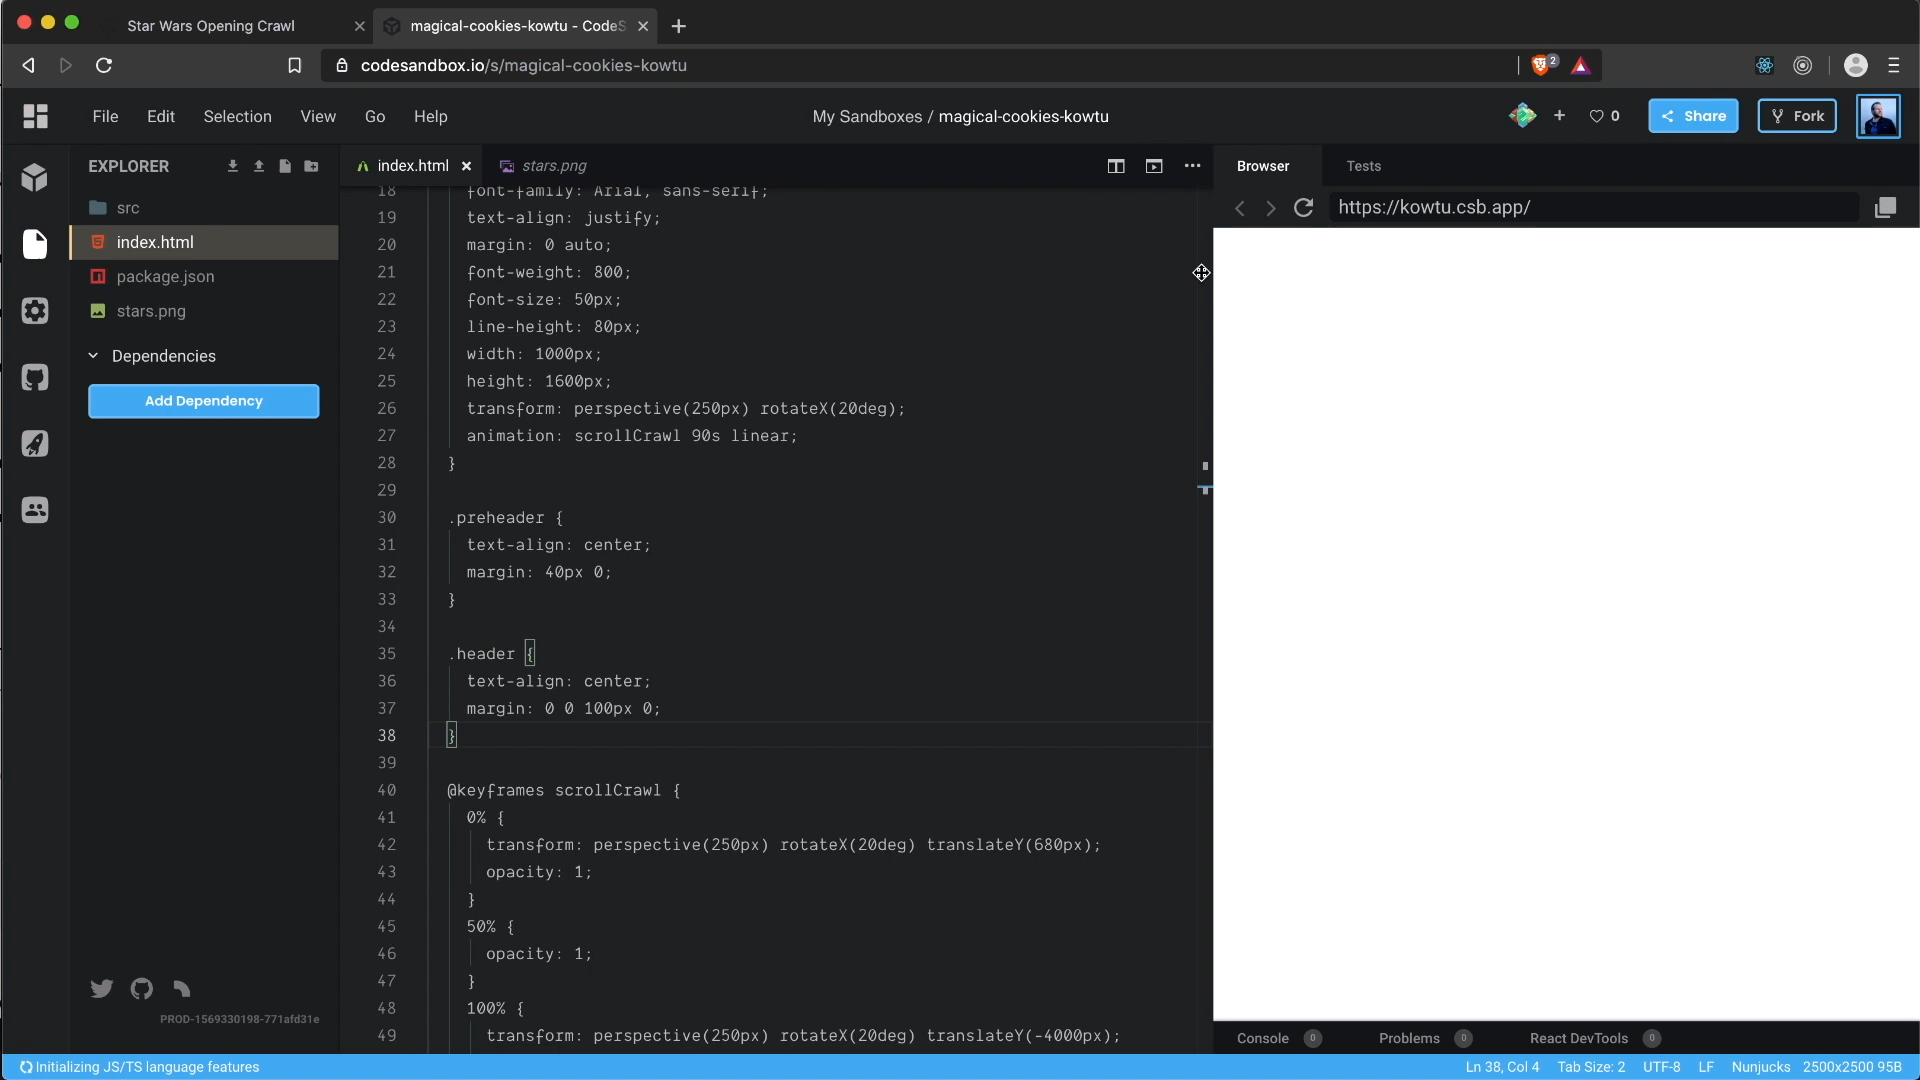 Star Wars Opening Crawl
magical-cookies-kowtu - CodeS
codesandbox.io/s/magical-cookies-kowtu
2
File Edit Selection View Go Help
My Sandboxes / magical-cookies-kowtu
0
Share
Fork
EXPLORER
src
index.html
package.json
stars.png
Dependencies
Add Dependency
PROD-1569330198-771afd31e
index.html
stars.png
18 font-family: Arial, sans-serif;
19 text-align: justify;
20 margin: 0 auto;
21 font-weight: 800;
22 font-size: 50px;
23 line-height: 80px;
24 width: 1000px;
25 height: 1600px;
26 transform: perspective(250px) rotateX(20deg);
27 animation: scrollCrawl 90s linear;
28 }
29
30 .preheader {
31 text-align: center;
32 margin: 40px 0;
33 }
34
35 .header {
36 text-align: center;
37 margin: 0 0 100px 0;
38 }
39
40 @keyframes scrollCrawl {
41 0% {
42 transform: perspective(250px) rotateX(20deg) translateY(680px);
43 opacity: 1;
44 }
45 50% {
46 opacity: 1;
47 }
48 100% {
49 transform: perspective(250px) rotateX(20deg) translateY(-4000px);
Browser Tests
https://kowtu.csb.app/
Console 0 Problems 0 React DevTools 0
Initializing JS/TS language features
Ln 38, Col 4 Tab Size: 2 UTF-8 LF Nunjucks 2500x2500 95B